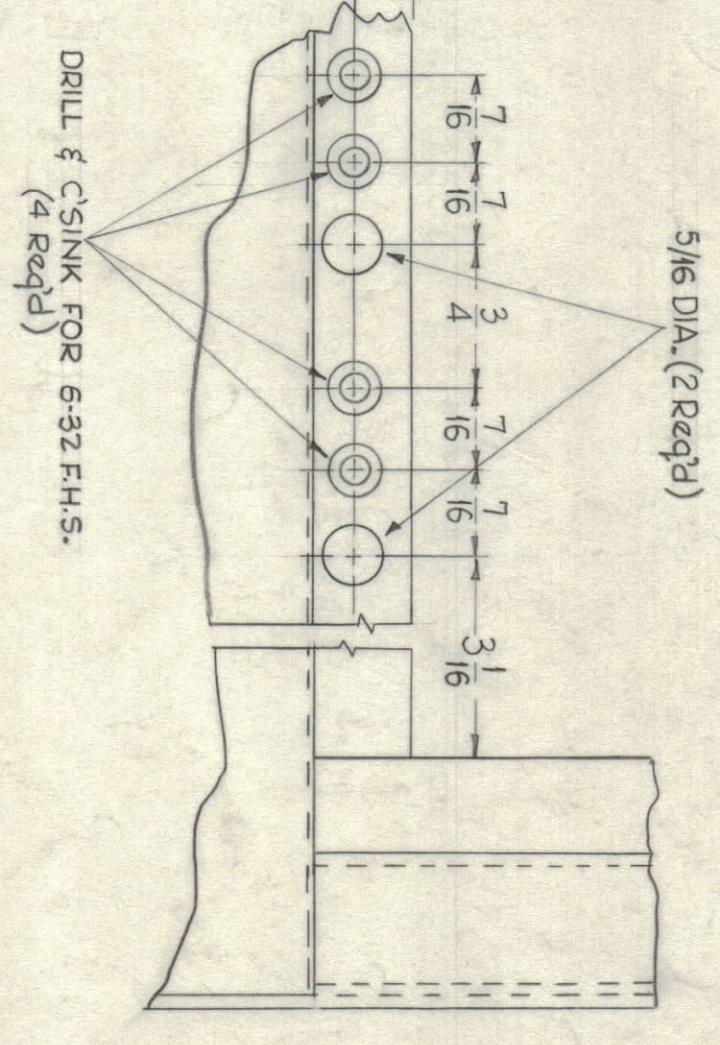 5/16 DIA. (2 Req'd)
7/16
7/16
3/4
7/16
7/16
3 1/16
DRILL & C'SINK FOR 6-32 F.H.S.
(4 Req'd)